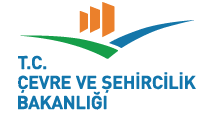 T.C.
ÇEVRE VE ŞEHİRCİLİK
BAKANLIĞI